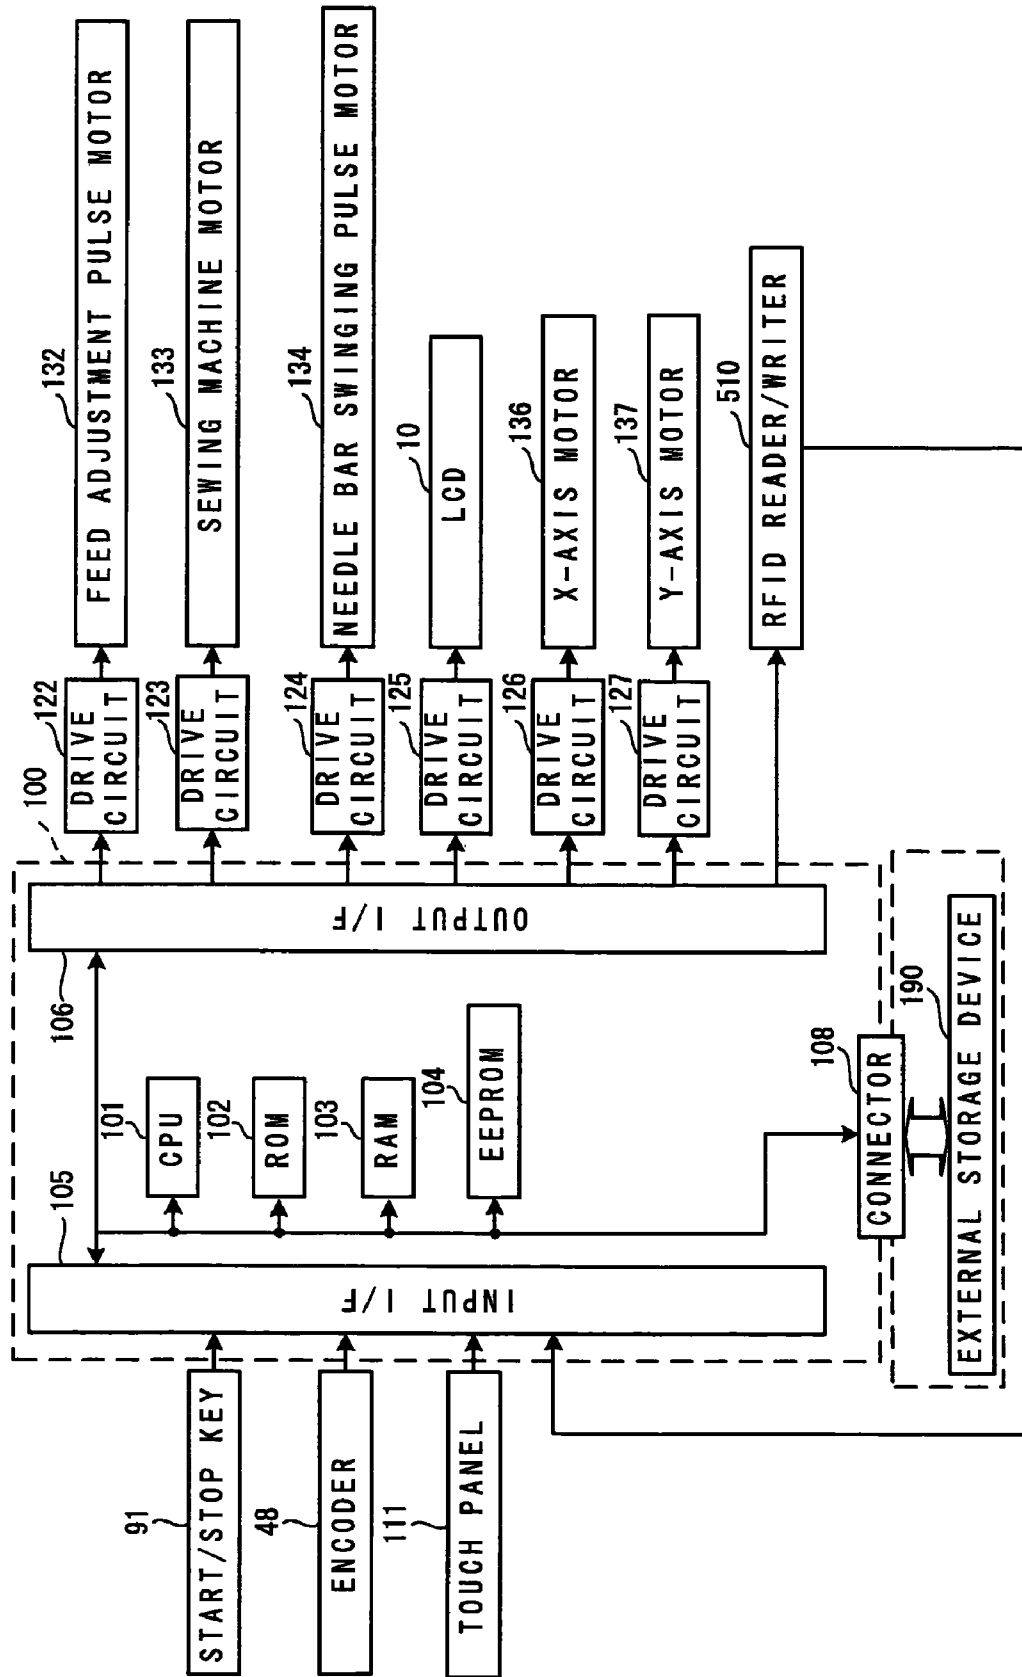 100
91
START/STOP KEY
48
ENCODER
111
TOUCH PANEL
105
INPUT I/F
101
CPU
102
ROM
103
RAM
104
EEPROM
106
OUTPUT I/F
122
DRIVE
CIRCUIT
132
FEED ADJUSTMENT PULSE MOTOR
123
DRIVE
CIRCUIT
133
SEWING MACHINE MOTOR
124
DRIVE
CIRCUIT
134
NEEDLE BAR SWINGING PULSE MOTOR
125
DRIVE
CIRCUIT
10
LCD
126
DRIVE
CIRCUIT
136
X-AXIS MOTOR
127
DRIVE
CIRCUIT
137
Y-AXIS MOTOR
510
RFID READER/WRITER
108
CONNECTOR
190
EXTERNAL STORAGE DEVICE